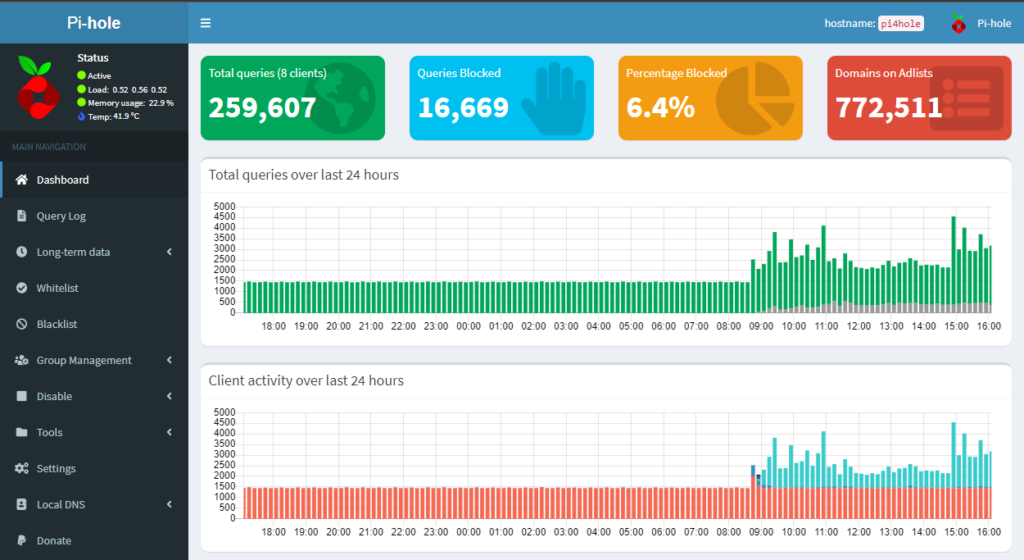 Pi-hole
hostname: pi4hole
Pi-hole
Status
Active
Load: 0.52 0.56 0.52
Memory usage: 22.9 %
Temp: 41.9 °C
MAIN NAVIGATION
Dashboard
Query Log
Long-term data
Whitelist
Blacklist
Group Management
Disable
Tools
Settings
Local DNS
Donate
Total queries (8 clients)
259,607
Queries Blocked
16,669
Percentage Blocked
6.4%
Domains on Adlists
772,511
Total queries over last 24 hours
5000
4500
4000
3500
3000
2500
2000
1500
1000
500
0
18:00 19:00 20:00 21:00 22:00 23:00 00:00 01:00 02:00 03:00 04:00 05:00 06:00 07:00 08:00 09:00 10:00 11:00 12:00 13:00 14:00 15:00 16:00
Client activity over last 24 hours
5000
4500
4000
3500
3000
2500
2000
1500
1000
500
0
18:00 19:00 20:00 21:00 22:00 23:00 00:00 01:00 02:00 03:00 04:00 05:00 06:00 07:00 08:00 09:00 10:00 11:00 12:00 13:00 14:00 15:00 16:00